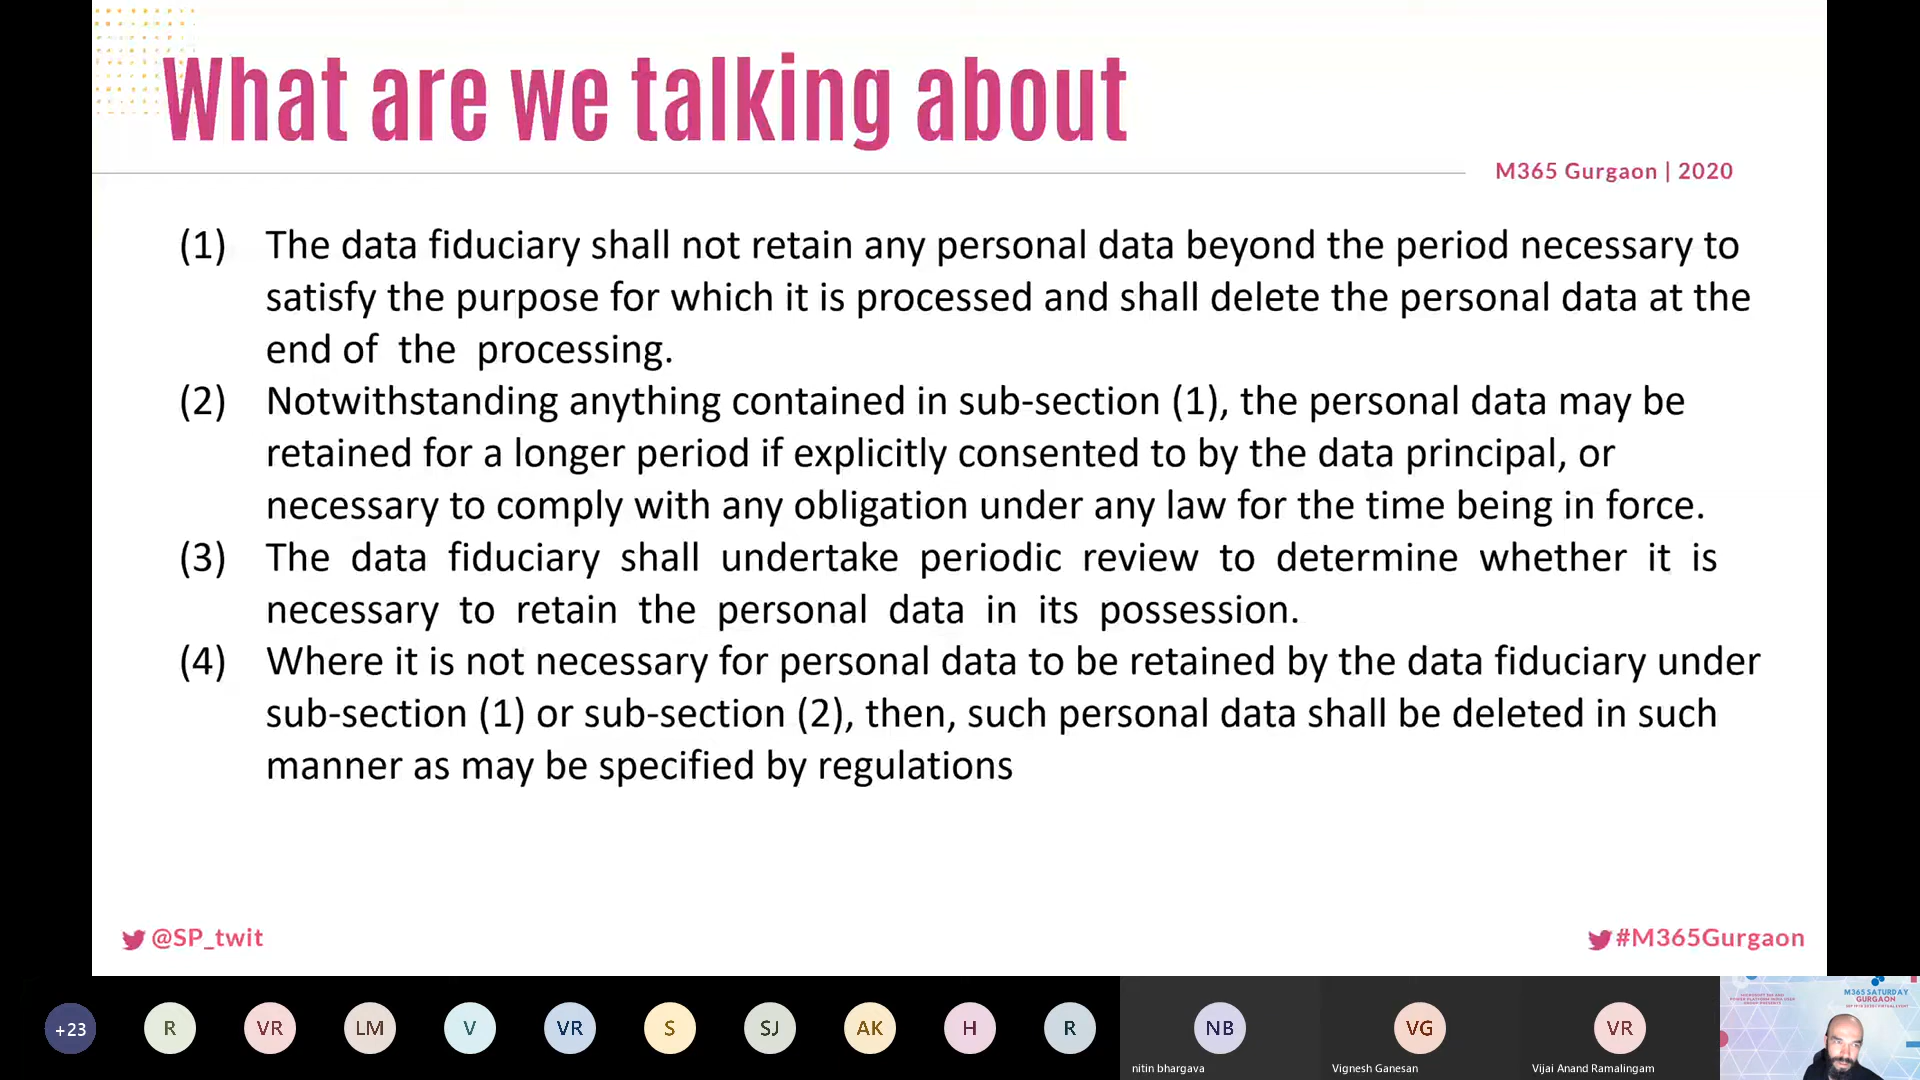 What are we talking about
M365 Gurgaon | 2020
(1) The data fiduciary shall not retain any personal data beyond the period necessary to
satisfy the purpose for which it is processed and shall delete the personal data at the
end of the processing.
(2) Notwithstanding anything contained in sub-section (1), the personal data may be
retained for a longer period if explicitly consented to by the data principal, or
necessary to comply with any obligation under any law for the time being in force.
(3) The data fiduciary shall undertake periodic review to determine whether it is
necessary to retain the personal data in its possession.
(4) Where it is not necessary for personal data to be retained by the data fiduciary under
sub-section (1) or sub-section (2), then, such personal data shall be deleted in such
manner as may be specified by regulations
@SP_twit
#M365Gurgaon
+23
R
VR
LM
V
VR
S
SJ
AK
H
R
NB
nitin bhargava
VG
Vignesh Ganesan
VR
Vijai Anand Ramalingam
M365 SATURDAY
GURGAON